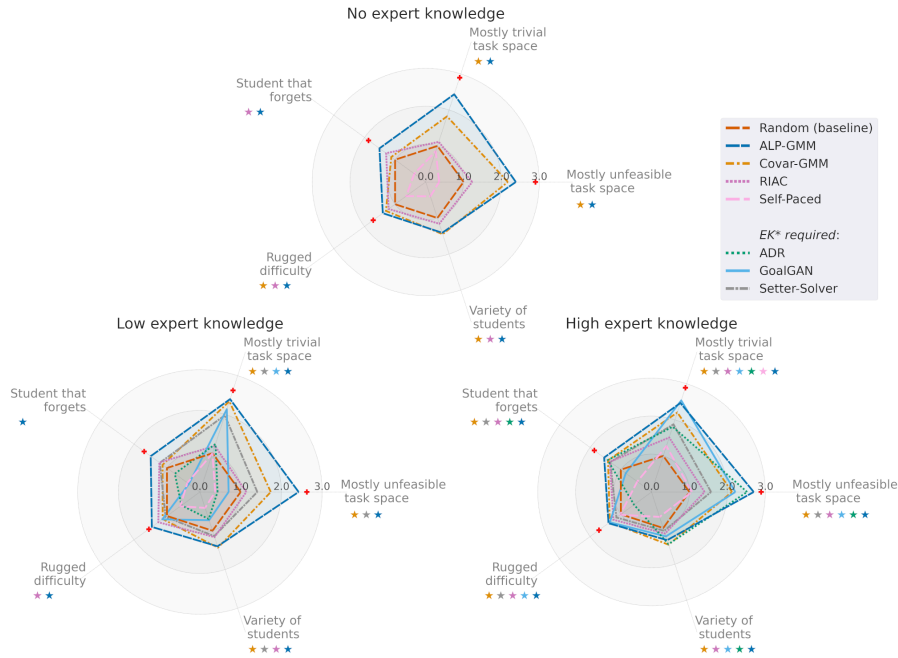 No expert knowledge
Mostly trivial
task space
Student that
forgets
0.0
1.0
2.0
3.0
Mostly unfeasible
task space
Rugged
difficulty
Variety of
students
Random (baseline)
ALP-GMM
Covar-GMM
RIAC
Self-Paced
EK* required:
ADR
GoalGAN
Setter-Solver
Low expert knowledge
Mostly trivial
task space
Student that
forgets
0.0
1.0
2.0
3.0
Mostly unfeasible
task space
Rugged
difficulty
Variety of
students
High expert knowledge
Mostly trivial
task space
Student that
forgets
0.0
1.0
2.0
3.0
Mostly unfeasible
task space
Rugged
difficulty
Variety of
students